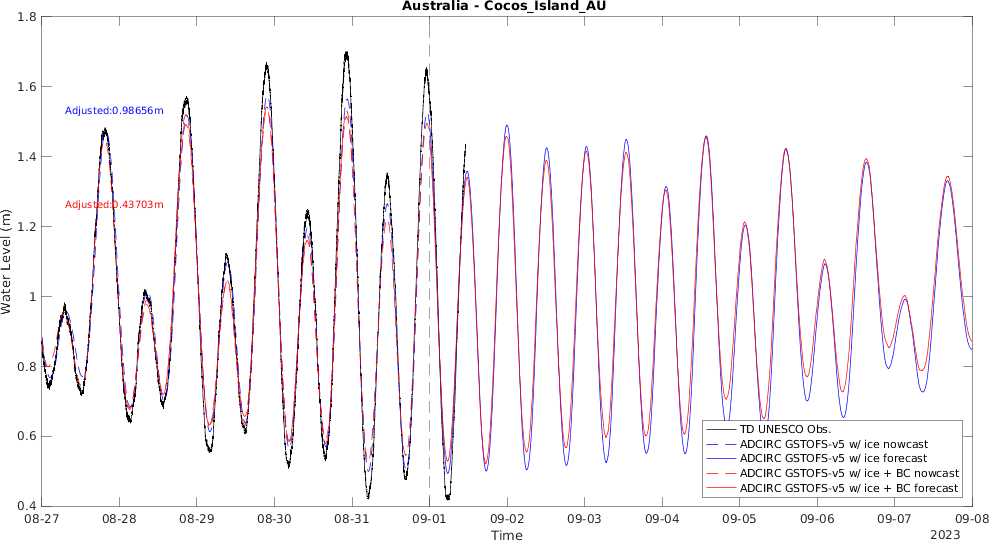 Australia - Cocos_Island_AU
1.8
1.6
1.4
1.2
1
0.8
0.6
0.4
Water Level (m)
Adjusted:0.98656m
Adjusted:0.43703m
TD UNESCO Obs.
ADCIRC GSTOFS-v5 w/ ice nowcast
ADCIRC GSTOFS-v5 w/ ice forecast
ADCIRC GSTOFS-v5 w/ ice + BC nowcast
ADCIRC GSTOFS-v5 w/ ice + BC forecast
08-27 08-28 08-29 08-30 08-31 09-01 09-02 09-03 09-04 09-05 09-06 09-07 09-08
Time
2023